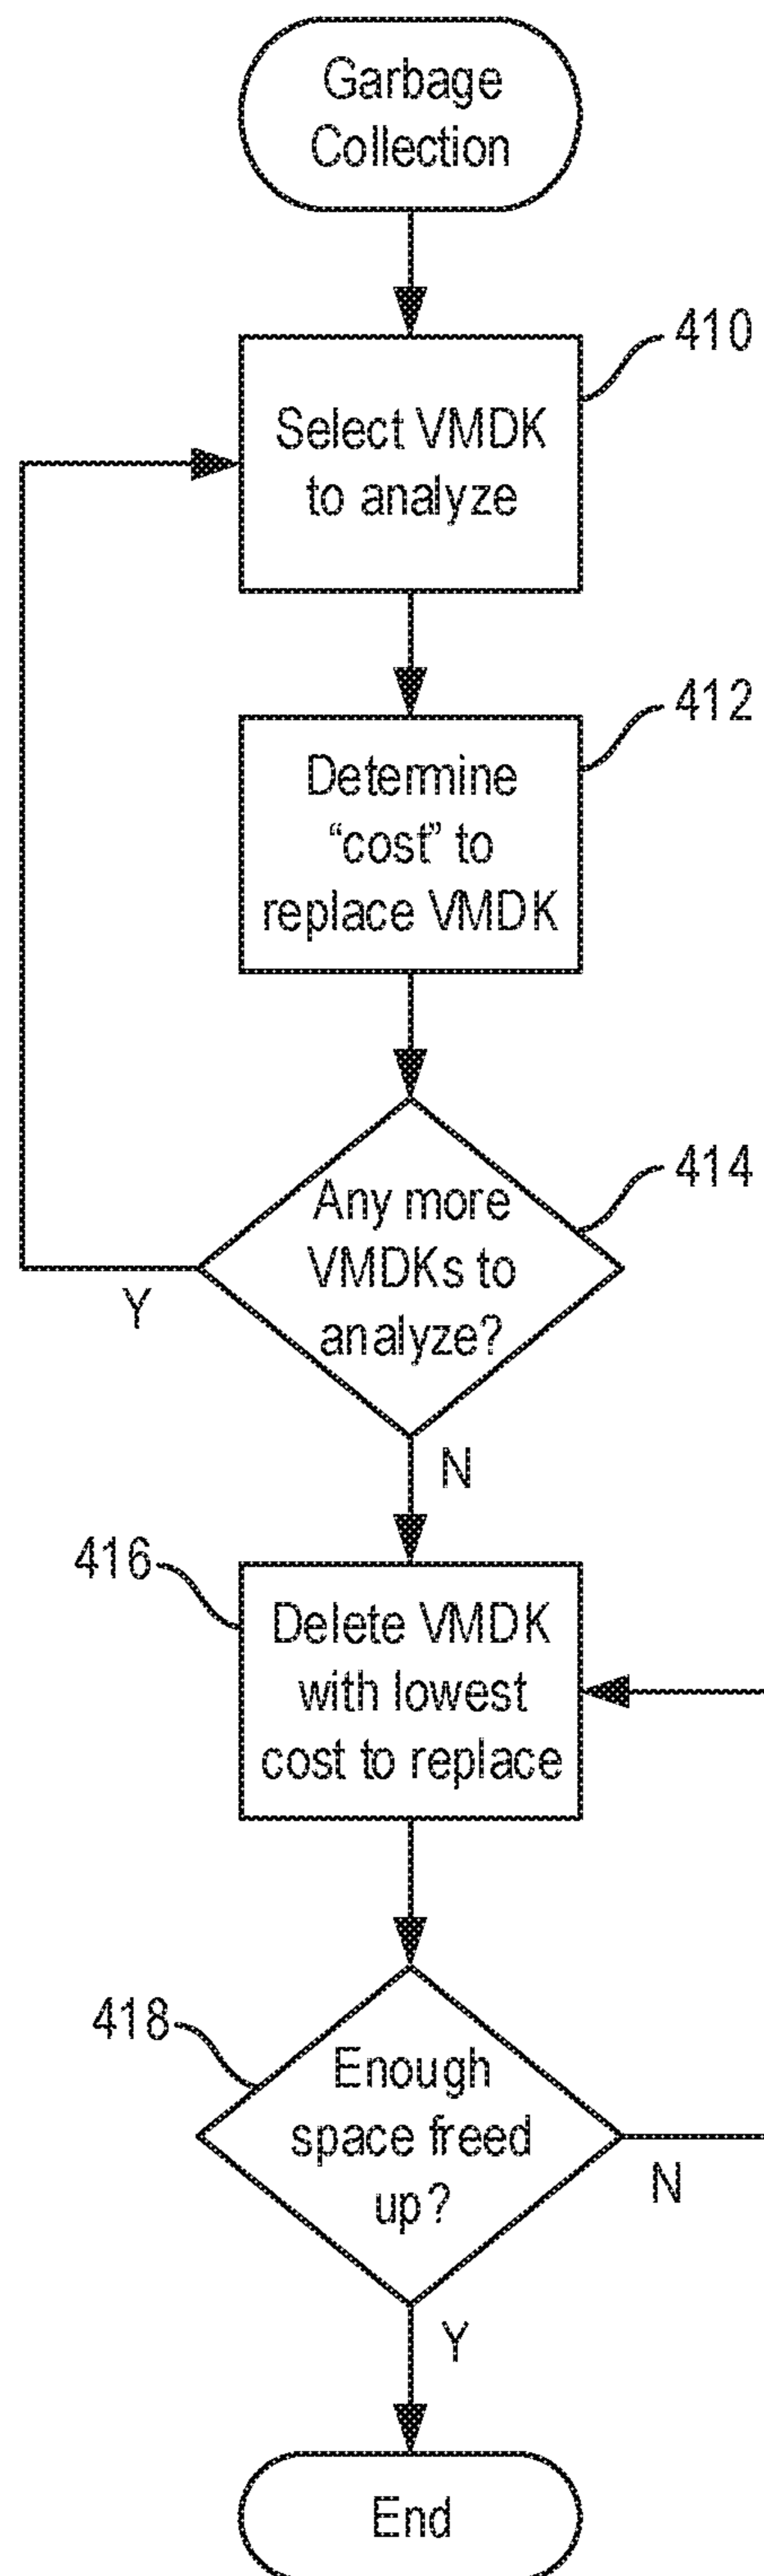 Garbage
Collection
410
Select VMDK
to analyze
412
Determine
“cost” to
replace VMDK
414
Any more
VMDKs to
analyze?
Y
N
416
Delete VMDK
with lowest
cost to replace
418
Enough
space freed
up?
N
Y
End